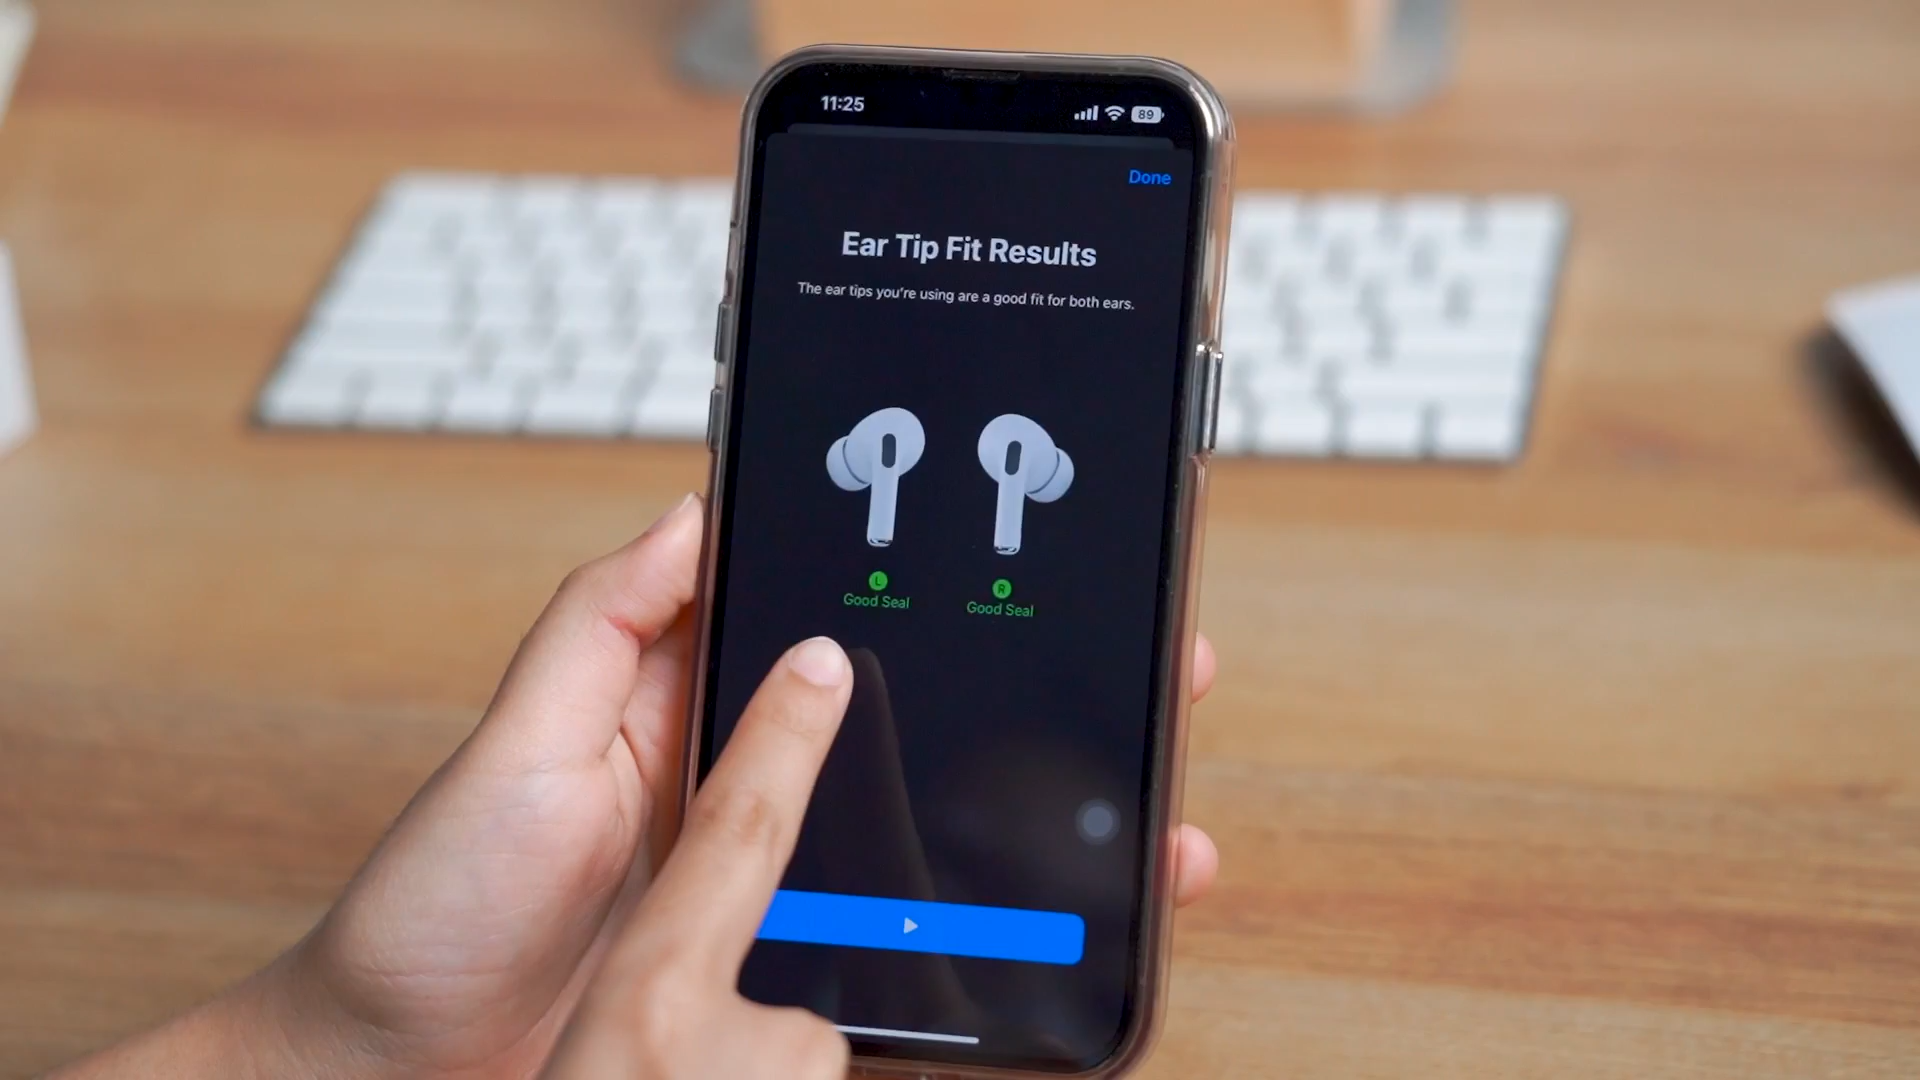 11:25
89
Done
Ear Tip Fit Results
The ear tips you're using are a good fit for both ears.
L
R
Good Seal
Good Seal